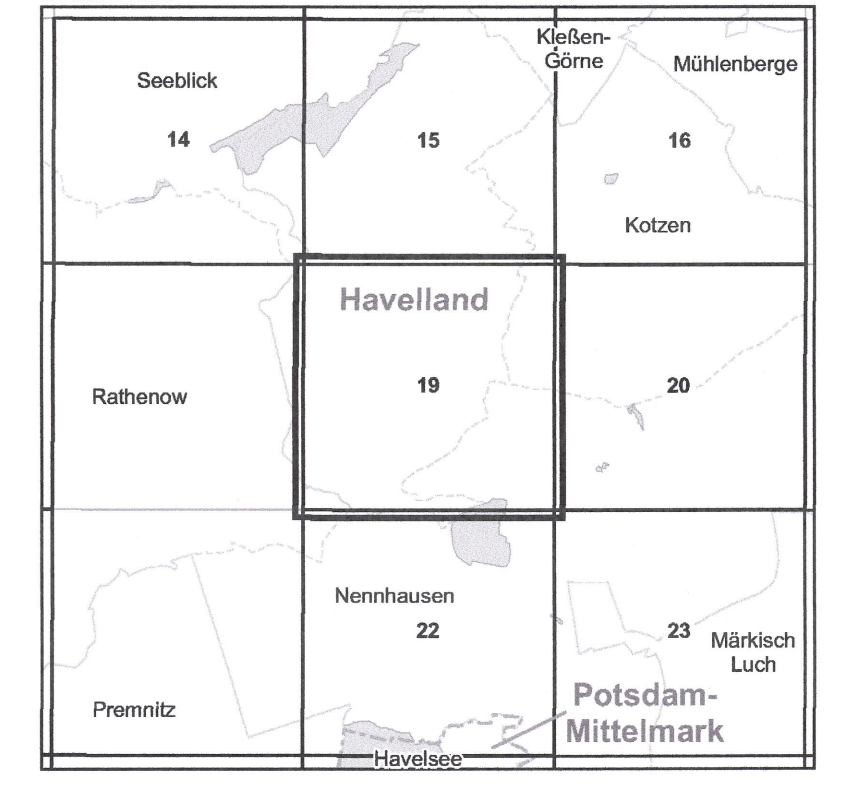 Kleßen-
Görne
Mühlenberge
Seeblick
14
15
16
Kotzen
Havelland
Rathenow
19
20
Nennhausen
22
23
Märkisch
Luch
Premnitz
Potsdam-
Mittelmark
Havelsee